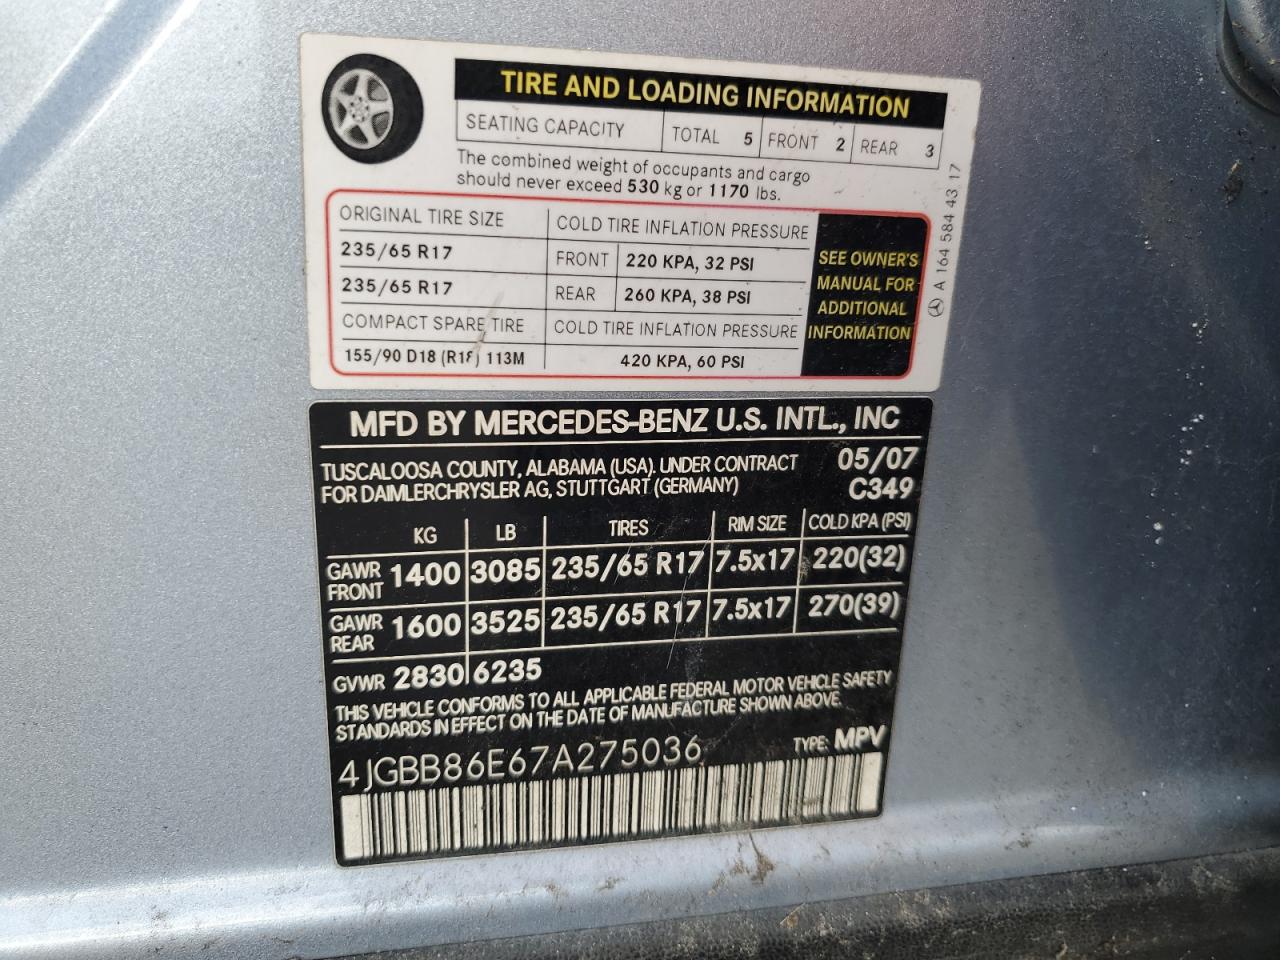 TIRE AND LOADING INFORMATION
SEATING CAPACITY TOTAL 5 FRONT 2 REAR 3
The combined weight of occupants and cargo
should never exceed 530 kg or 1170 lbs.
ORIGINAL TIRE SIZE COLD TIRE INFLATION PRESSURE
235/65 R17 FRONT 220 KPA, 32 PSI
235/65 R17 REAR 260 KPA, 38 PSI
COMPACT SPARE TIRE COLD TIRE INFLATION PRESSURE
155/90 D18 (R18) 113M 420 KPA, 60 PSI
SEE OWNER'S
MANUAL FOR
ADDITIONAL
INFORMATION
A 164 584 43 17
MFD BY MERCEDES-BENZ U.S. INTL., INC
TUSCALOOSA COUNTY, ALABAMA (USA). UNDER CONTRACT 05/07
FOR DAIMLERCHRYSLER AG, STUTTGART (GERMANY) C349
KG LB TIRES RIM SIZE COLD KPA (PSI)
GAWR FRONT 1400 3085 235/65 R17 7.5x17 220(32)
GAWR REAR 1600 3525 235/65 R17 7.5x17 270(39)
GVWR 2830 6235
THIS VEHICLE CONFORMS TO ALL APPLICABLE FEDERAL MOTOR VEHICLE SAFETY
STANDARDS IN EFFECT ON THE DATE OF MANUFACTURE SHOWN ABOVE.
4JGBB86E67A275036 TYPE: MPV